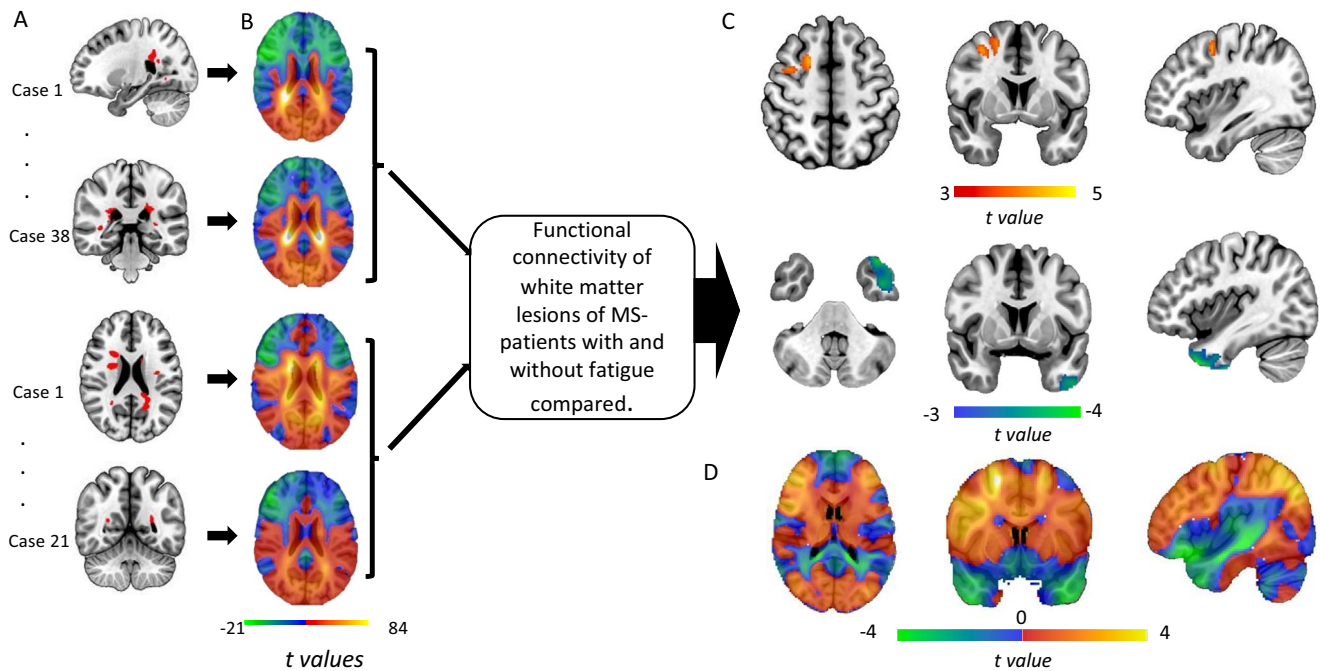 A
B
C
Case 1
.
.
.
Case 38
Case 1
.
.
.
Case 21
-21
84
t values
Functional
connectivity of
white matter
lesions of MS-
patients with and
without fatigue
compared.
3
5
t value
-3
-4
t value
D
0
-4
4
t value